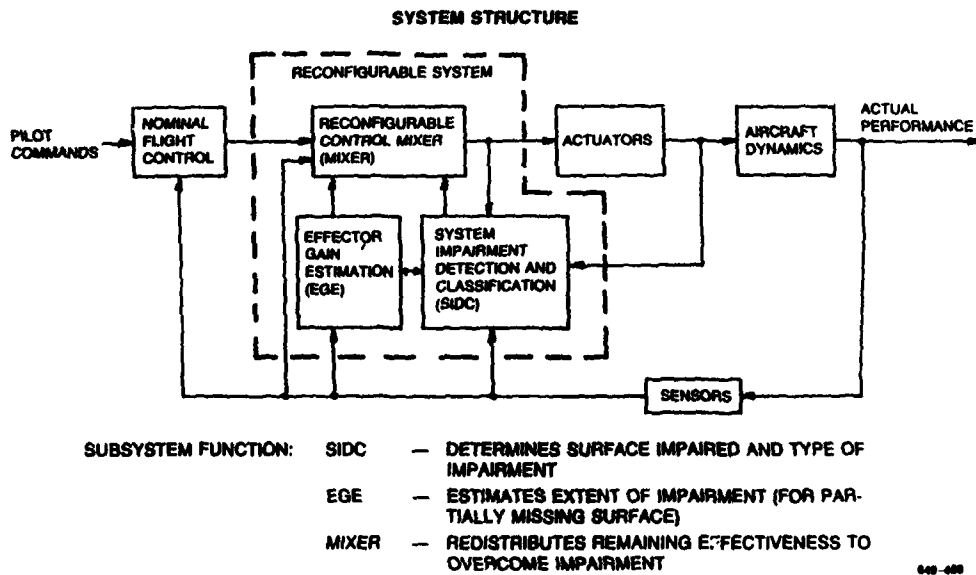 SYSTEM STRUCTURE
RECONFIGURABLE SYSTEM
PILOT
COMMANDS
NOMINAL
FLIGHT
CONTROL
RECONFIGURABLE
CONTROL MIXER
(MIXER)
ACTUATORS
AIRCRAFT
DYNAMICS
ACTUAL
PERFORMANCE
EFFECTOR
GAIN
ESTIMATION
(EGE)
SYSTEM
IMPAIRMENT
DETECTION AND
CLASSIFICATION
(SIDC)
SENSORS
SUBSYSTEM FUNCTION: SIDC — DETERMINES SURFACE IMPAIRED AND TYPE OF
IMPAIRMENT
EGE — ESTIMATES EXTENT OF IMPAIRMENT (FOR PAR-
TIALLY MISSING SURFACE)
MIXER — REDISTRIBUTES REMAINING EFFECTIVENESS TO
OVERCOME IMPAIRMENT